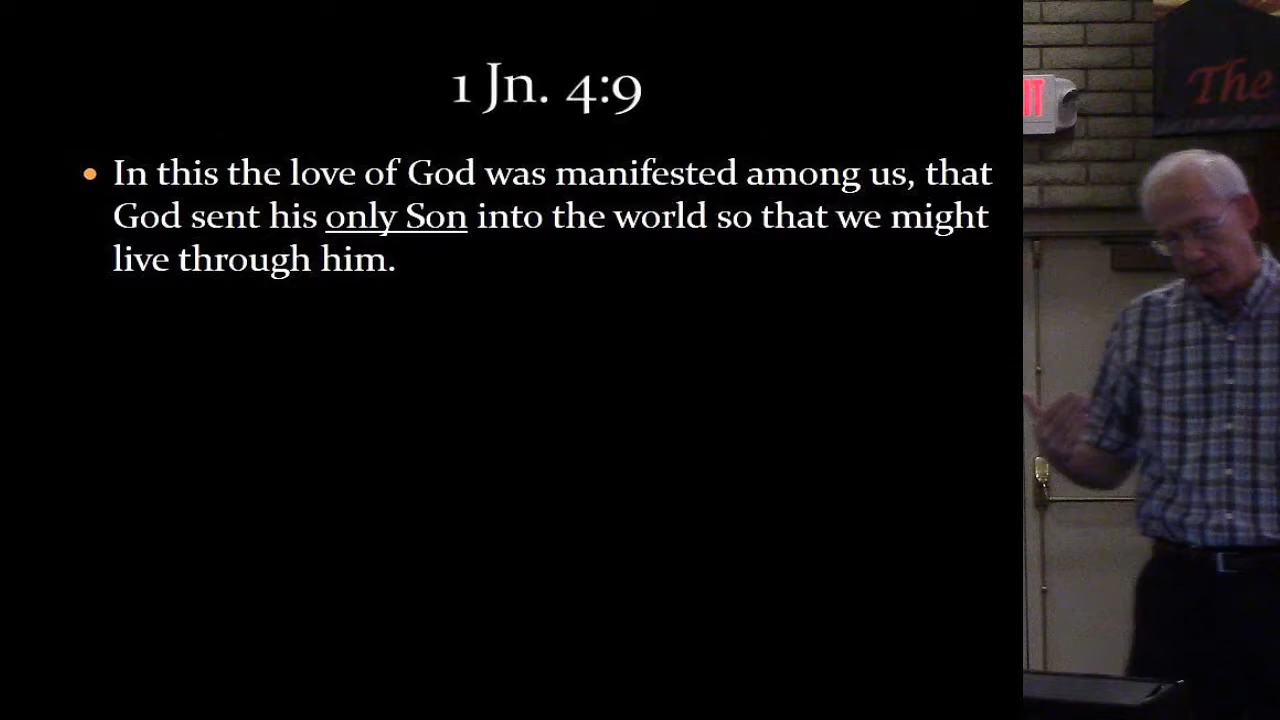 1 Jn. 4:9
• In this the love of God was manifested among us, that
God sent his only Son into the world so that we might
live through him.
The
IT